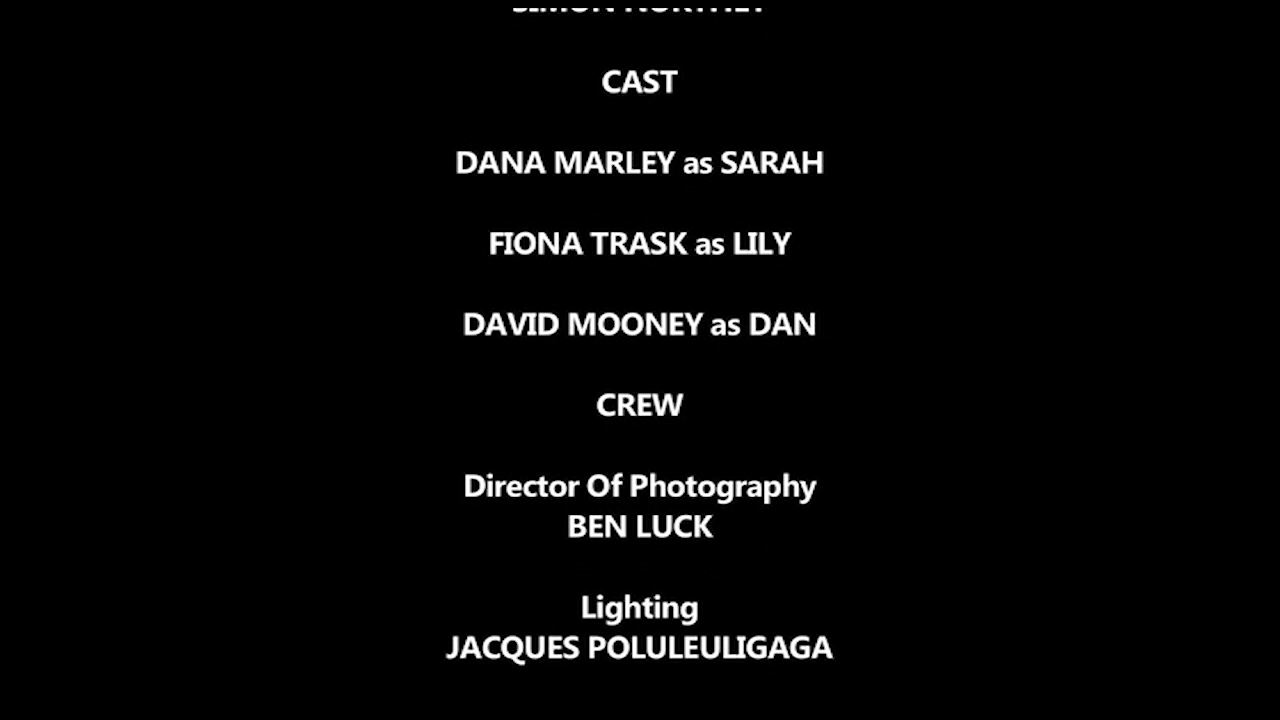 CAST
DANA MARLEY as SARAH
FIONA TRASK as LILY
DAVID MOONEY as DAN
CREW
Director Of Photography
BEN LUCK
Lighting
JACQUES POLULEULIGAGA